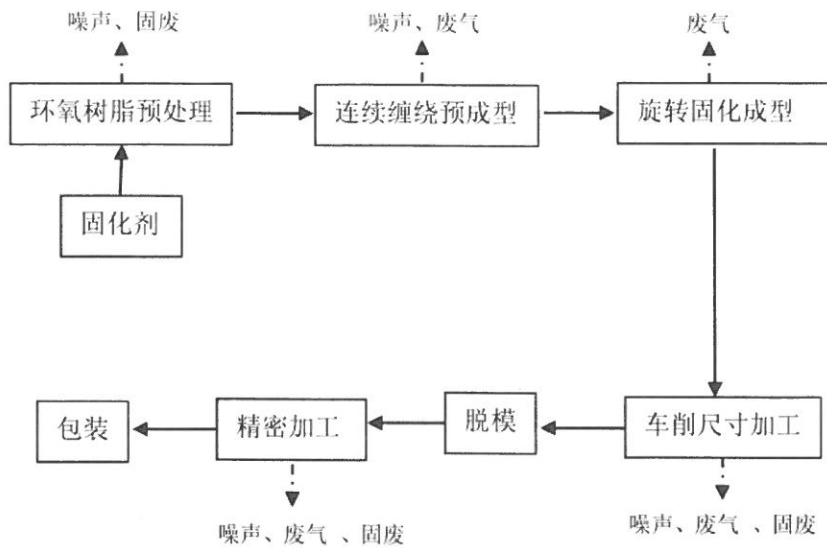 噪声、固废
噪声、废气
废气
环氧树脂预处理
连续缠绕预成型
旋转固化成型
固化剂
包装
精密加工
脱模
车削尺寸加工
噪声、废气 、固废
噪声、废气 、固废